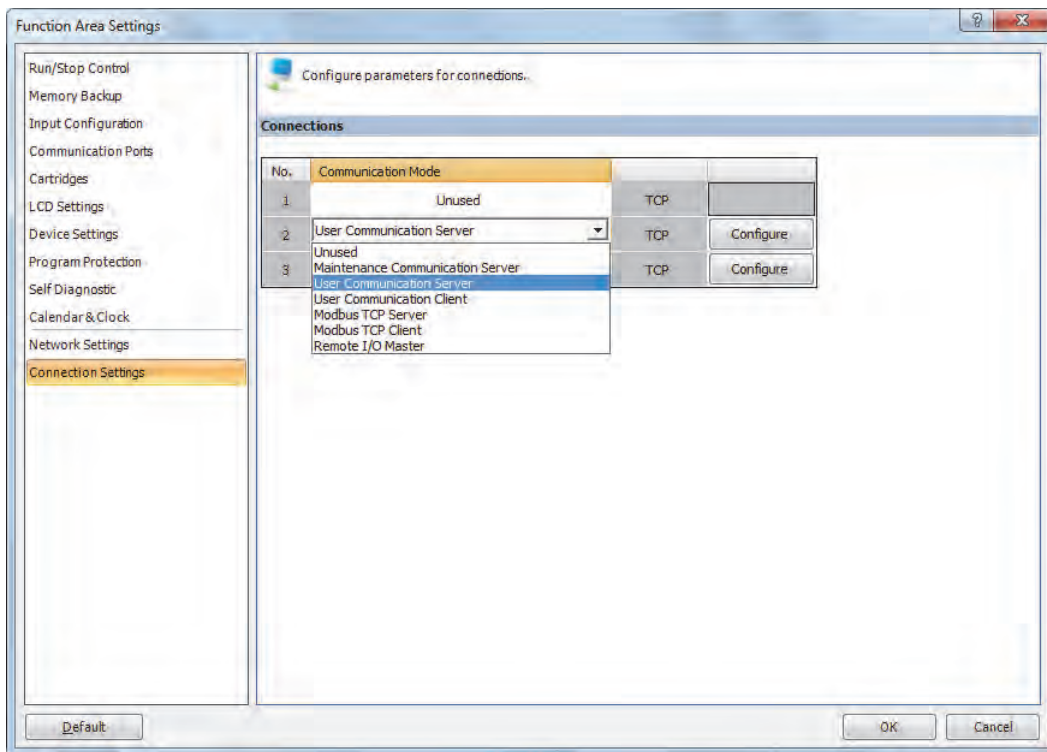 Function Area Settings
?
Run/Stop Control
Memory Backup
Input Configuration
Communication Ports
Cartridges
LCD Settings
Device Settings
Program Protection
Self Diagnostic
Calendar & Clock
Network Settings
Connection Settings
Configure parameters for connections.
Connections
No. Communication Mode
1 Unused TCP
2 User Communication Server TCP Configure
3 TCP Configure
Unused
Maintenance Communication Server
User Communication Server
User Communication Client
Modbus TCP Server
Modbus TCP Client
Remote I/O Master
Default OK Cancel